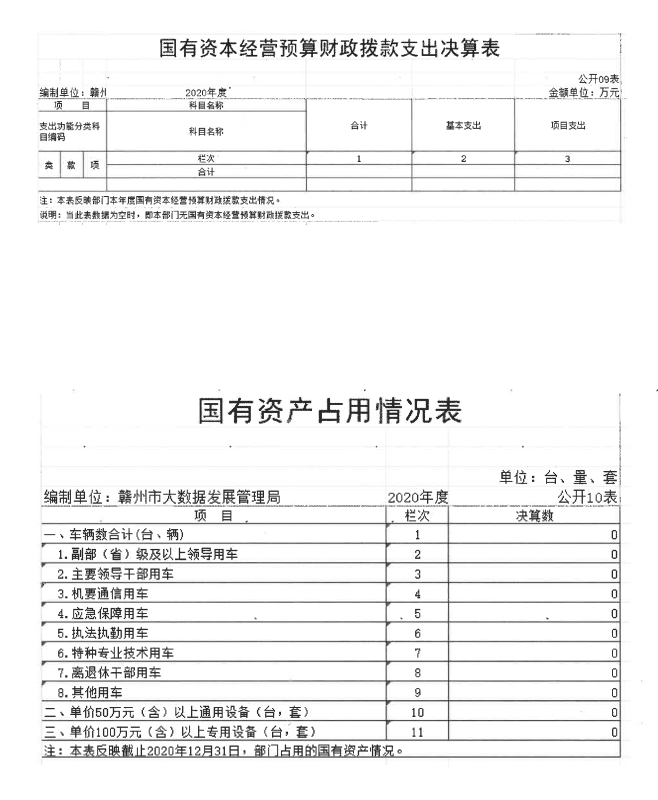 国有资本经营预算财政拨款支出决算表
公开09表
编制单位：赣州 2020年度 金额单位：万元
项 目 科目名称 合计 基本支出 项目支出
支出功能分类科目编码 科目名称
类 款 项 栏次 1 2 3
合计
注：本表反映部门本年度国有资本经营预算财政拨款支出情况。
说明：当此表数据为空时，即本部门无国有资本经营预算财政拨款支出。
国有资产占用情况表
单位：台、量、套
编制单位：赣州市大数据发展管理局 2020年度 公开10表
项 目 栏次 决算数
一、车辆数合计(台、辆) 1 0
1.副部（省）级及以上领导用车 2 0
2.主要领导干部用车 3 0
3.机要通信用车 4 0
4.应急保障用车 5 0
5.执法执勤用车 6 0
6.特种专业技术用车 7 0
7.离退休干部用车 8 0
8.其他用车 9 0
二、单价50万元（含）以上通用设备（台，套） 10 0
三、单价100万元（含）以上专用设备（台，套） 11 0
注：本表反映截止2020年12月31日，部门占用的国有资产情况。